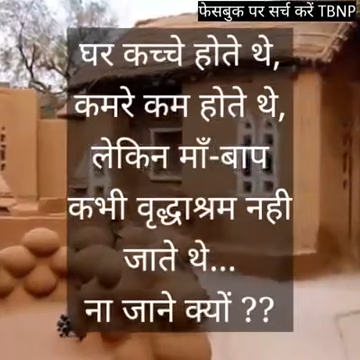 फेसबुक पर सर्च करें TBNP
घर कच्चे होते थे,
कमरे कम होते थे,
लेकिन माँ-बाप
कभी वृद्धाश्रम नही
जाते थे...
ना जाने क्यों ??